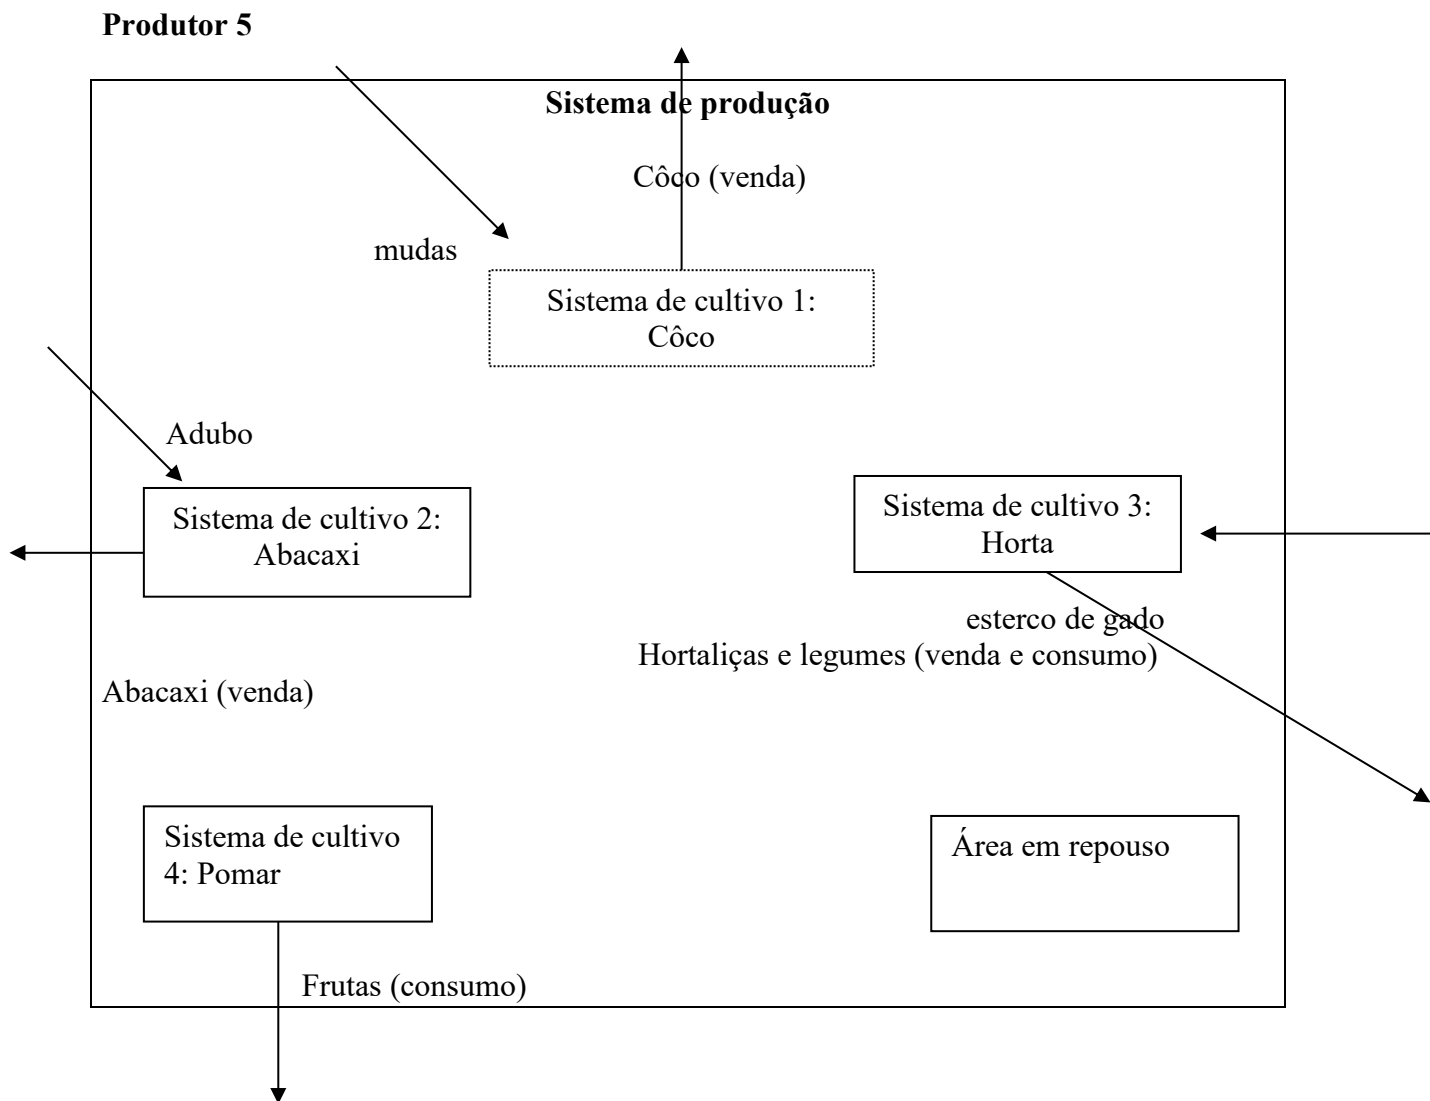 Produtor 5
Sistema de produção
Côco (venda)
mudas
Sistema de cultivo 1:
Côco
Adubo
Sistema de cultivo 2:
Abacaxi
Sistema de cultivo 3:
Horta
esterco de gado
Hortaliças e legumes (venda e consumo)
Abacaxi (venda)
Sistema de cultivo
4: Pomar
Área em repouso
Frutas (consumo)